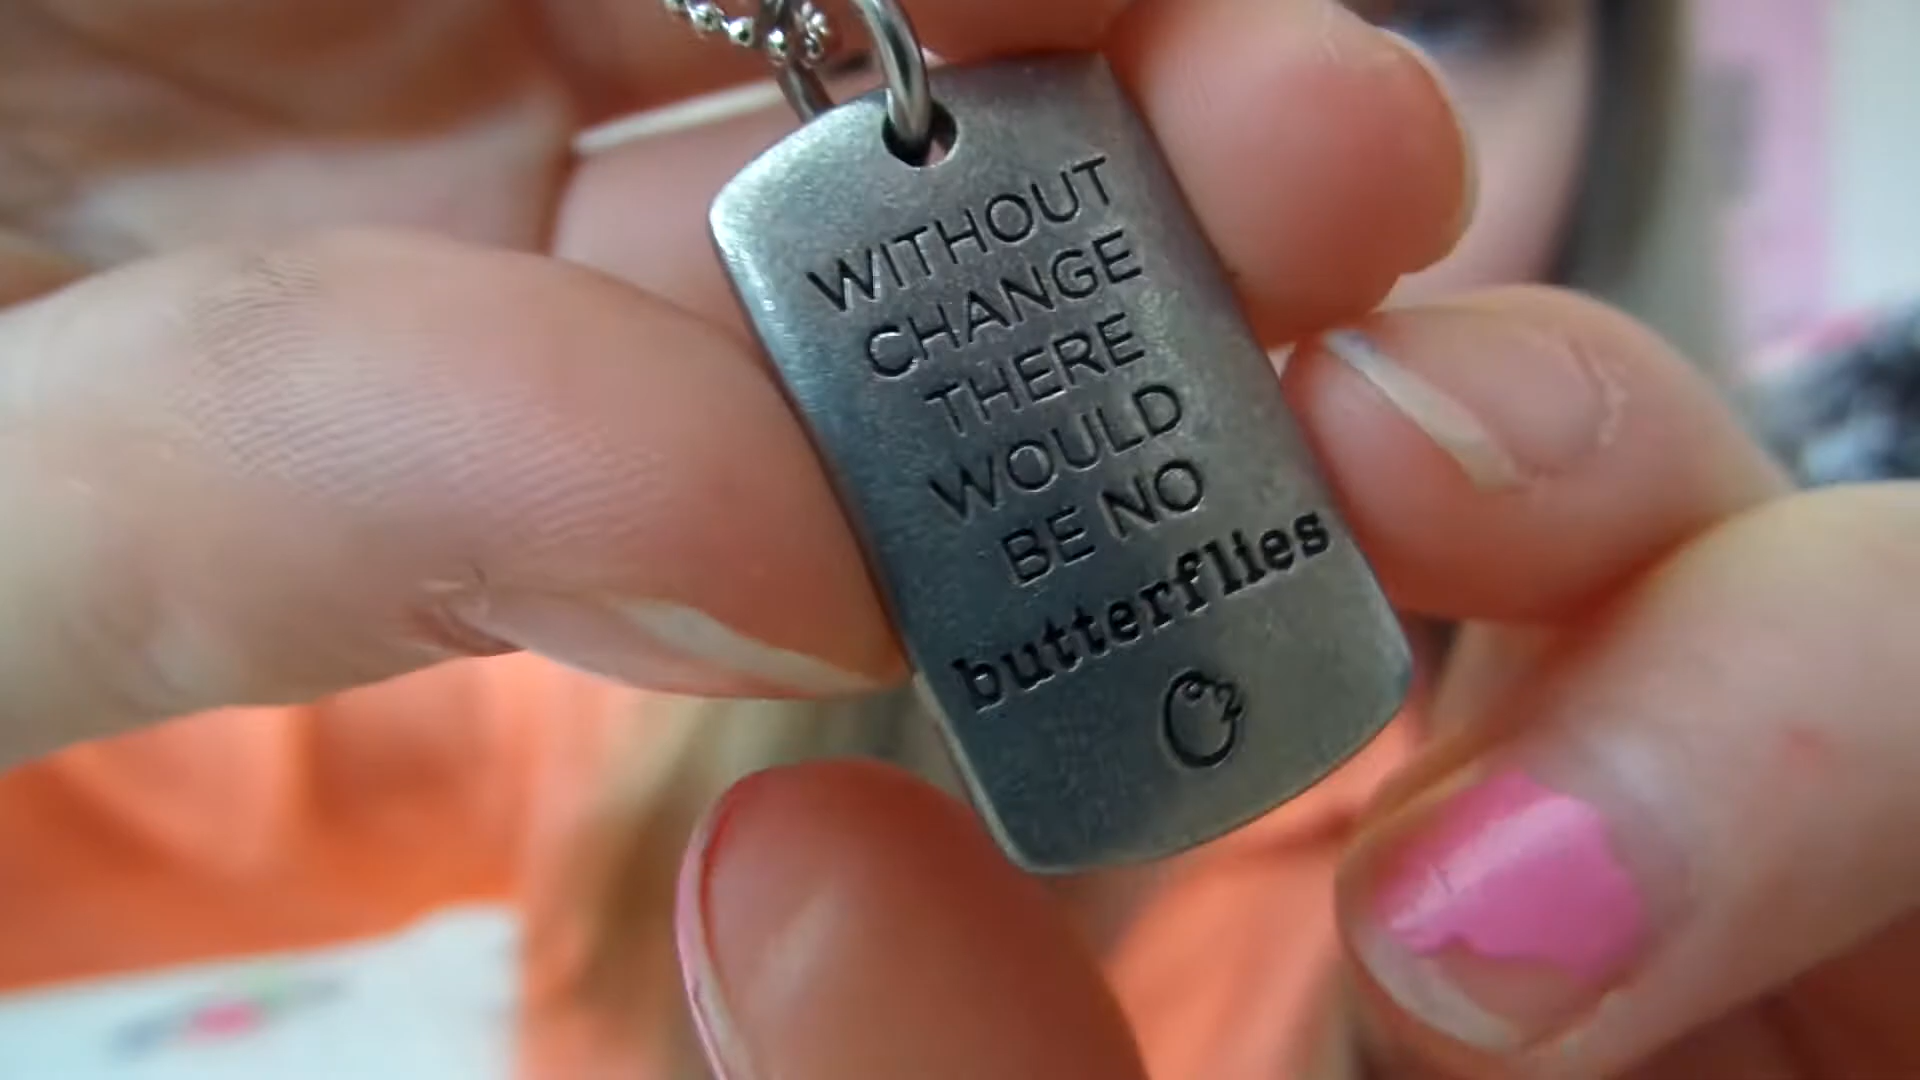 WITHOUT
CHANGE
THERE
WOULD
BE NO
butterflies